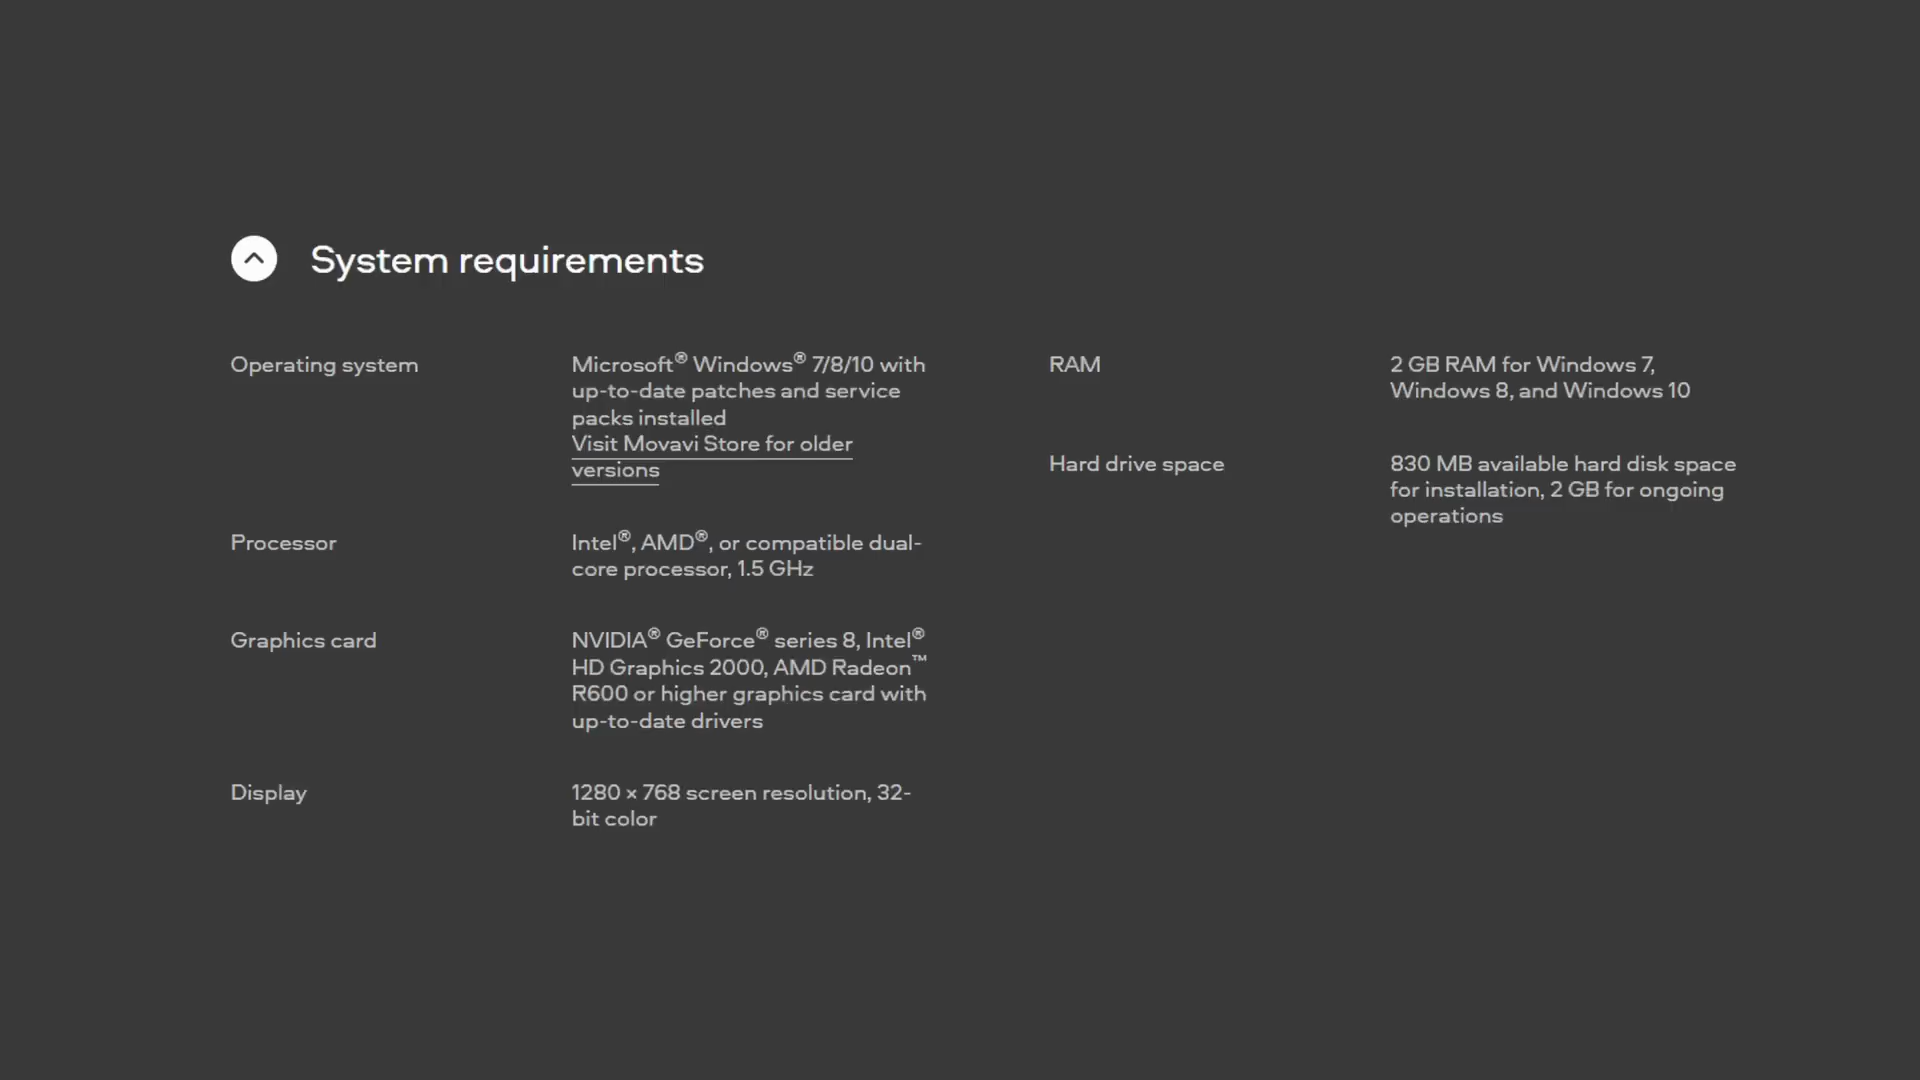 System requirements
Operating system
Microsoft® Windows® 7/8/10 with
up-to-date patches and service
packs installed
Visit Movavi Store for older
versions
Processor
Intel®, AMD®, or compatible dual-
core processor, 1.5 GHz
Graphics card
NVIDIA® GeForce® series 8, Intel®
HD Graphics 2000, AMD Radeon™
R600 or higher graphics card with
up-to-date drivers
Display
1280 × 768 screen resolution, 32-
bit color
RAM
2 GB RAM for Windows 7,
Windows 8, and Windows 10
Hard drive space
830 MB available hard disk space
for installation, 2 GB for ongoing
operations